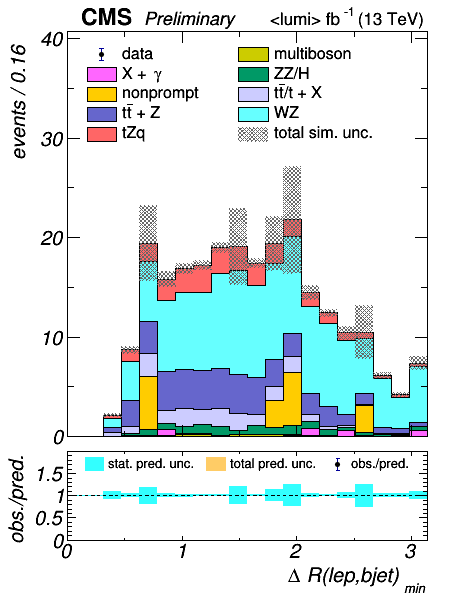 CMS Preliminary <lumi> fb⁻¹ (13 TeV)
events / 0.16
40
30
20
10
0
data
X + γ
nonprompt
tt̄ + Z
tZq
multiboson
ZZ/H
tt̄/t + X
WZ
total sim. unc.
obs./pred.
1.5
1
0.5
0
stat. pred. unc. total pred. unc. obs./pred.
0 1 2 3
Δ R(lep,bjet) min